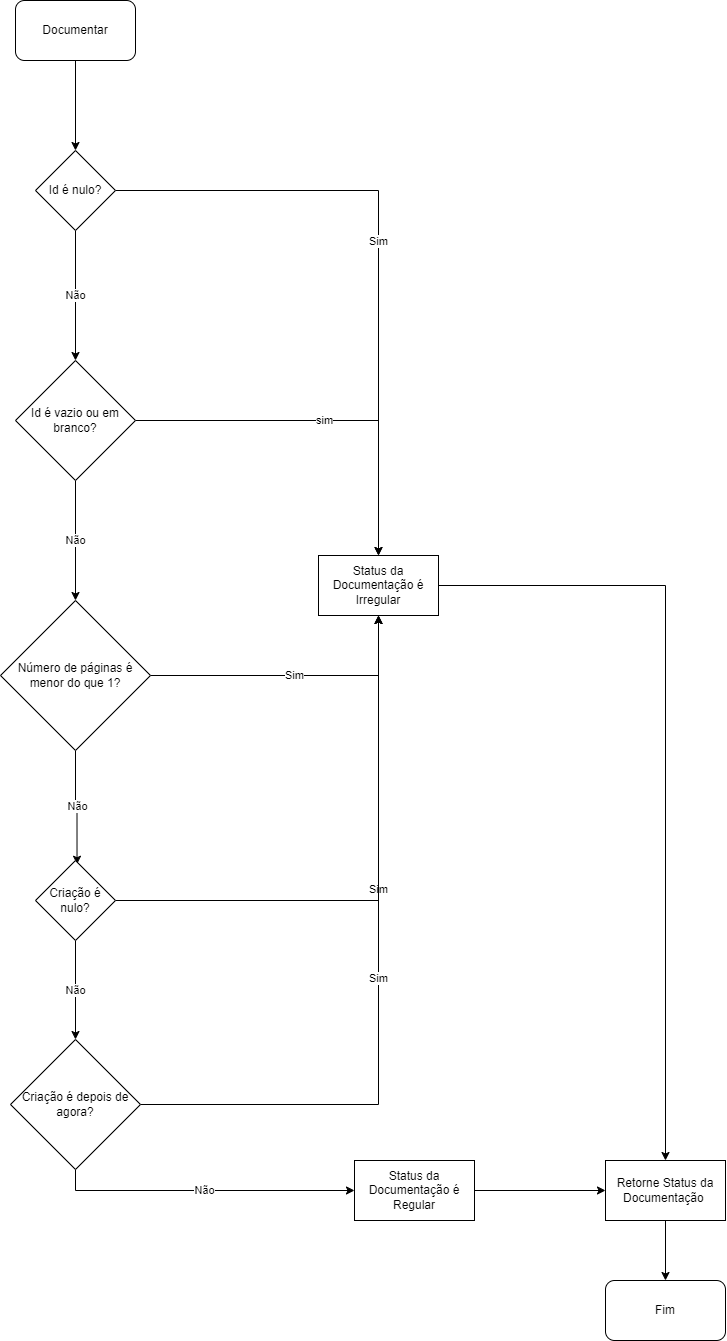 Documentar
Id é nulo?
Sim
Não
Id é vazio ou em
branco?
sim
Não
Status da
Documentação é
Irregular
Número de páginas é
menor do que 1?
Sim
Não
Criação é
nulo?
Sim
Sim
Não
Criação é depois de
agora?
Não
Status da
Documentação é
Regular
Retorne Status da
Documentação
Fim